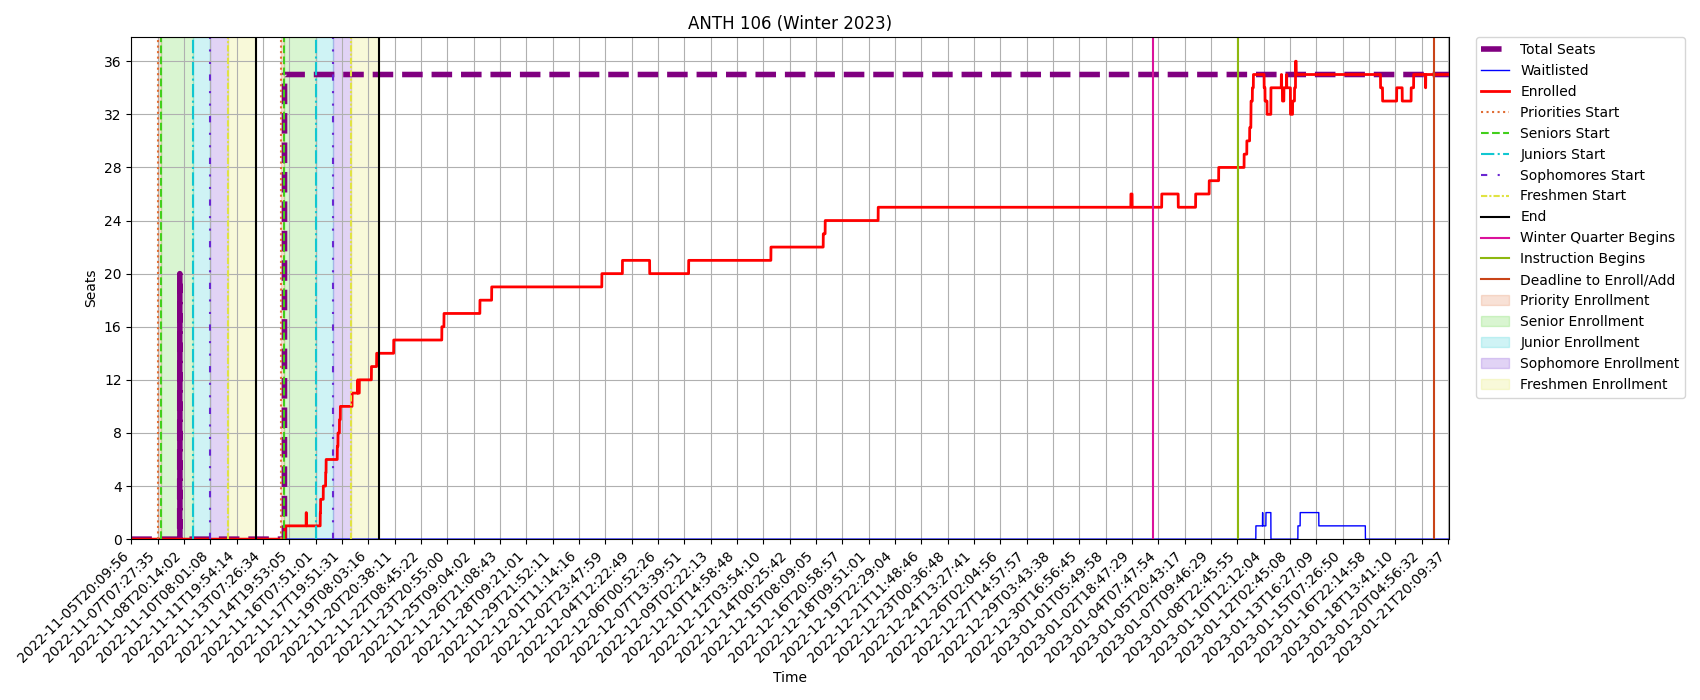 ANTH 106 (Winter 2023)
Seats
36
32
28
24
20
16
12
8
4
0
2022-11-05T20:09:56
2022-11-07T07:27:35
2022-11-08T20:14:02
2022-11-10T08:01:08
2022-11-11T19:54:14
2022-11-13T07:26:34
2022-11-14T19:53:05
2022-11-16T07:51:01
2022-11-17T19:51:31
2022-11-19T08:03:16
2022-11-20T20:38:11
2022-11-22T08:45:22
2022-11-23T20:55:00
2022-11-25T09:04:02
2022-11-26T21:08:43
2022-11-28T09:21:01
2022-11-29T21:52:11
2022-12-01T11:14:16
2022-12-02T23:47:59
2022-12-04T12:22:49
2022-12-06T00:52:26
2022-12-07T13:39:51
2022-12-09T02:22:13
2022-12-10T14:58:48
2022-12-12T03:54:10
2022-12-14T00:25:42
2022-12-15T08:09:05
2022-12-16T20:58:57
2022-12-18T09:51:01
2022-12-19T22:29:04
2022-12-21T11:48:46
2022-12-23T00:36:48
2022-12-24T13:27:41
2022-12-26T02:04:56
2022-12-27T14:57:57
2022-12-29T03:43:38
2022-12-30T16:56:45
2023-01-01T05:49:58
2023-01-02T18:47:29
2023-01-04T07:47:54
2023-01-05T20:43:17
2023-01-07T09:46:29
2023-01-08T22:45:55
2023-01-10T12:12:04
2023-01-12T02:45:08
2023-01-13T16:27:09
2023-01-15T07:26:50
2023-01-16T22:14:58
2023-01-18T13:41:10
2023-01-20T04:56:32
2023-01-21T20:09:37
Time
Total Seats
Waitlisted
Enrolled
Priorities Start
Seniors Start
Juniors Start
Sophomores Start
Freshmen Start
End
Winter Quarter Begins
Instruction Begins
Deadline to Enroll/Add
Priority Enrollment
Senior Enrollment
Junior Enrollment
Sophomore Enrollment
Freshmen Enrollment